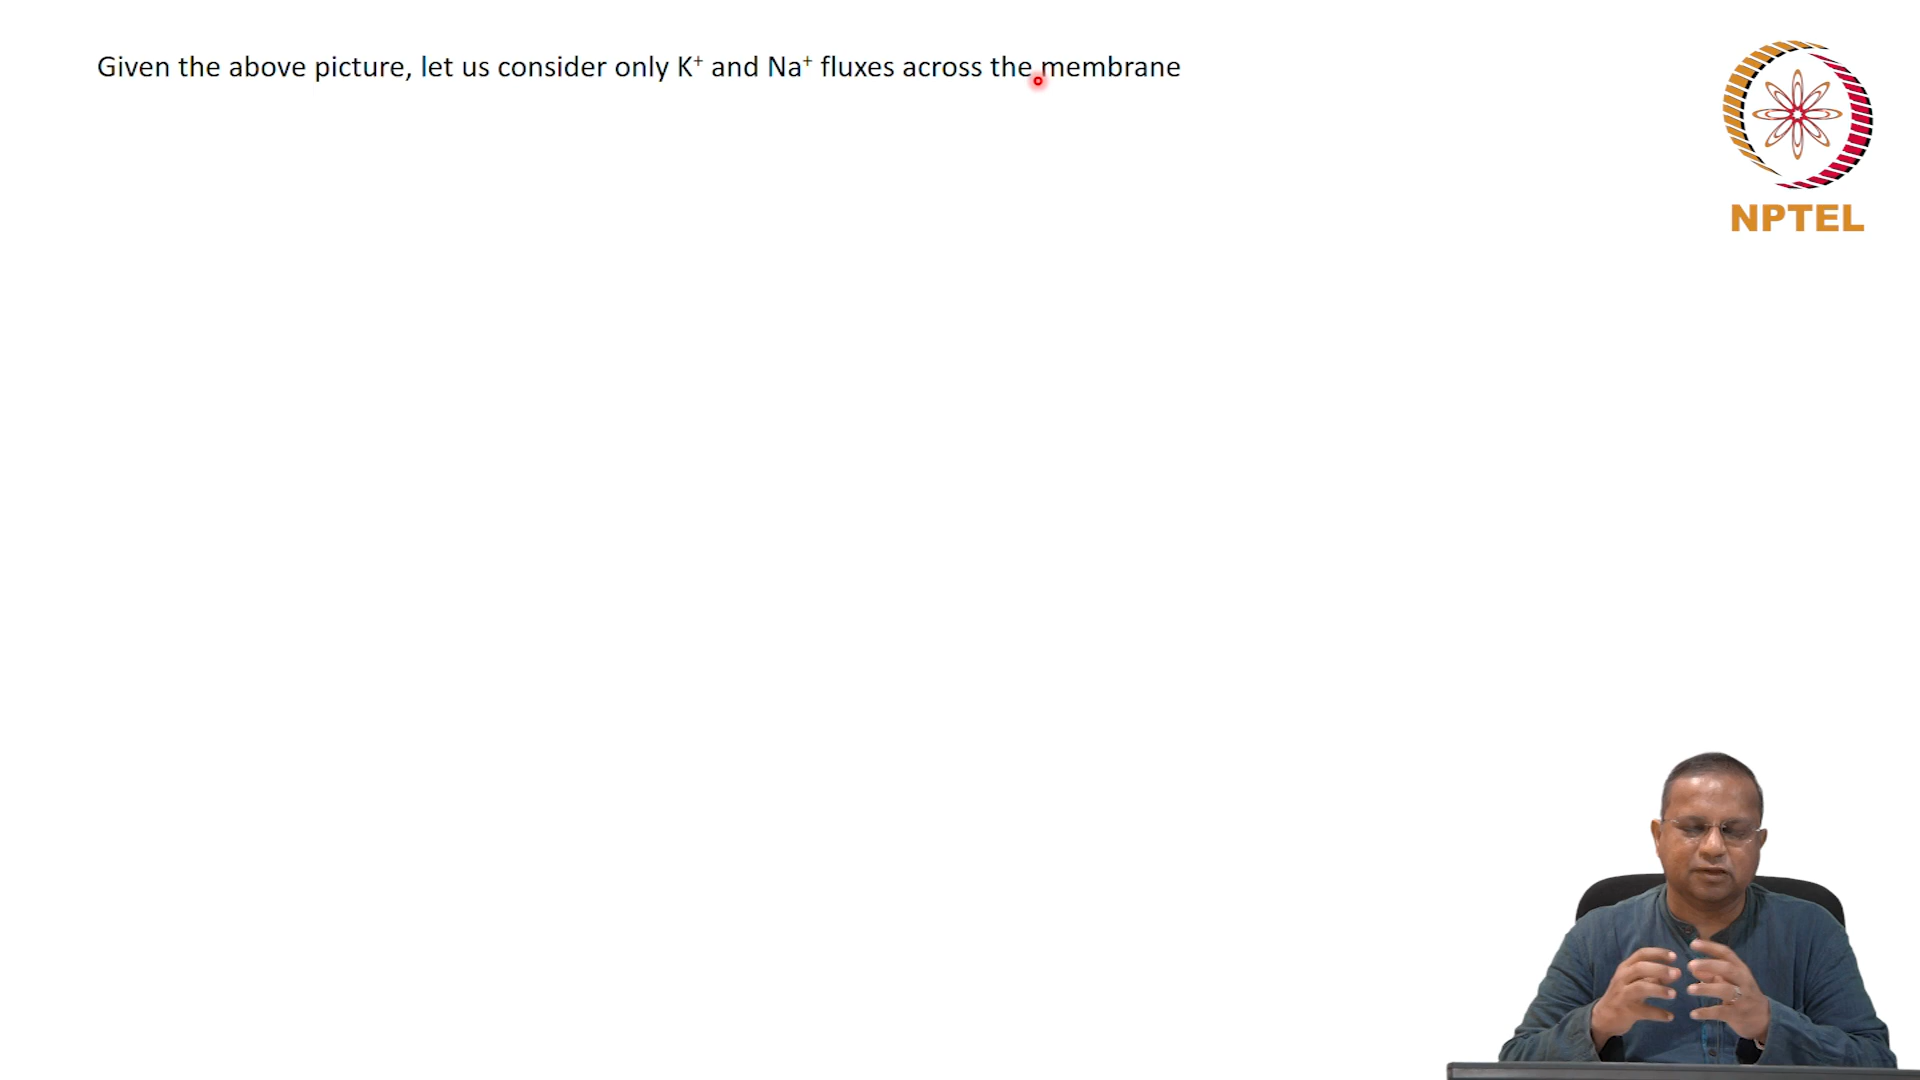 Given the above picture, let us consider only K⁺ and Na⁺ fluxes across the membrane
NPTEL